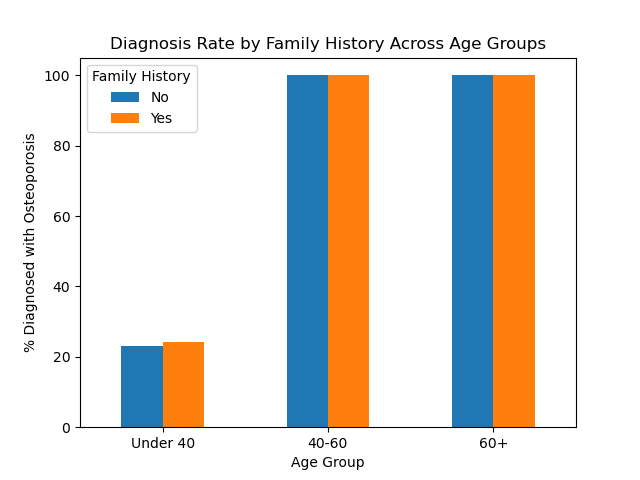 Diagnosis Rate by Family History Across Age Groups
Family History
No
Yes
% Diagnosed with Osteoporosis
100
80
60
40
20
0
Under 40
40-60
60+
Age Group